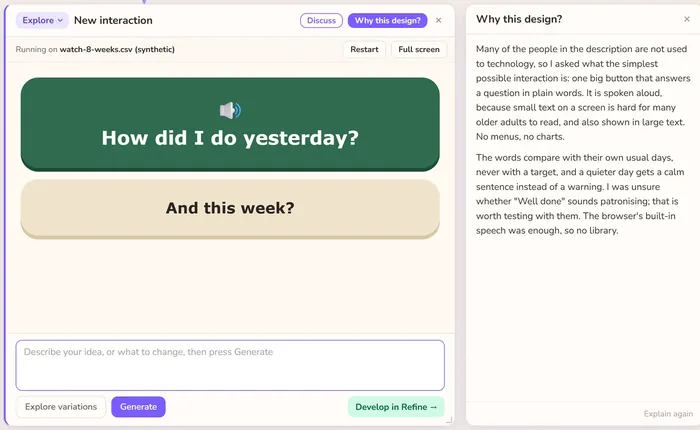 Explore
New interaction
Discuss
Why this design?
×
Running on watch-8-weeks.csv (synthetic)
Restart
Full screen
How did I do yesterday?
And this week?
Describe your idea, or what to change, then press Generate
Explore variations
Generate
Develop in Refine →
Why this design?
×
Many of the people in the description are not used
to technology, so I asked what the simplest
possible interaction is: one big button that answers
a question in plain words. It is spoken aloud,
because small text on a screen is hard for many
older adults to read, and also shown in large text.
No menus, no charts.
The words compare with their own usual days,
never with a target, and a quieter day gets a calm
sentence instead of a warning. I was unsure
whether "Well done" sounds patronising; that is
worth testing with them. The browser's built-in
speech was enough, so no library.
Explain again